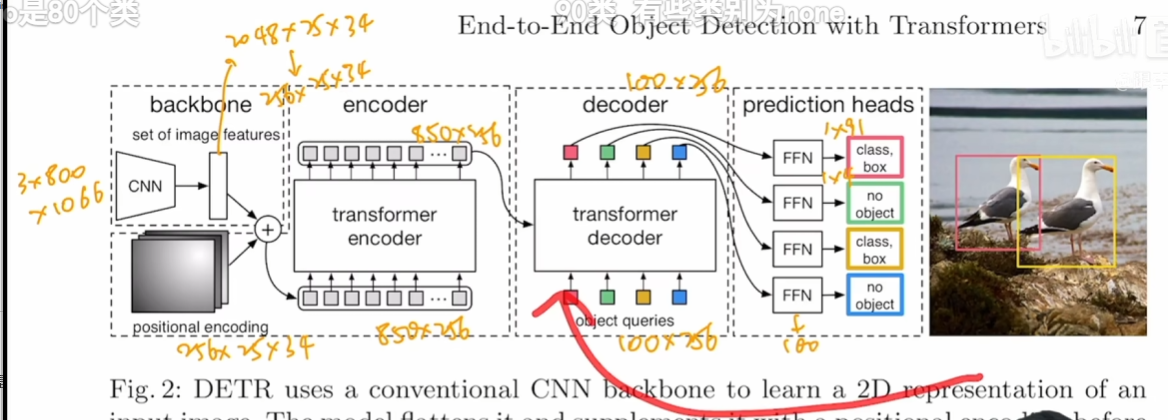 是80个类
90类 有些类别为none
End-to-End Object Detection with Transformers 7
bilibili
2048×25×34
256×25×34
3×800
×1066
backbone
set of image features
CNN
+
positional encoding
256×25×34
encoder
850×256
...
transformer
encoder
...
850×256
100×256
decoder
transformer
decoder
object queries
100×256
prediction heads
1×91
1×4
FFN
class,
box
FFN
no
object
FFN
class,
box
FFN
no
object
100
Fig. 2: DETR uses a conventional CNN backbone to learn a 2D representation of an
input image. The model flattens it and supplements it with a positional